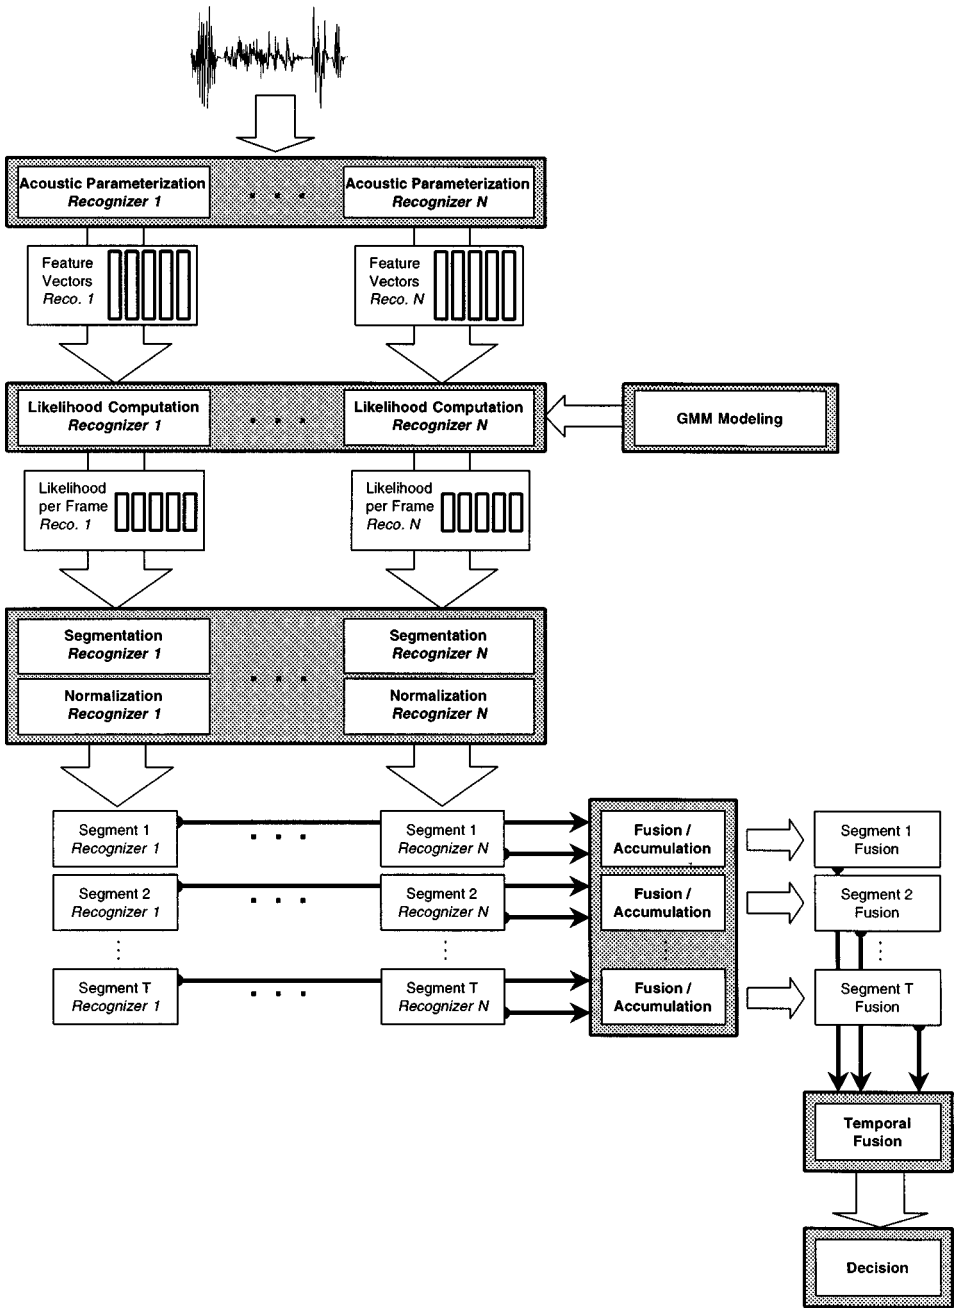 Acoustic Parameterization
Recognizer 1
. . .
Acoustic Parameterization
Recognizer N
Feature
Vectors
Reco. 1
Feature
Vectors
Reco. N
Likelihood Computation
Recognizer 1
. . .
Likelihood Computation
Recognizer N
GMM Modeling
Likelihood
per Frame
Reco. 1
Likelihood
per Frame
Reco. N
Segmentation
Recognizer 1
Segmentation
Recognizer N
. . .
Normalization
Recognizer 1
Normalization
Recognizer N
Segment 1
Recognizer 1
. . .
Segment 1
Recognizer N
Fusion /
Accumulation
Segment 1
Fusion
Segment 2
Recognizer 1
. . .
Segment 2
Recognizer N
Fusion /
Accumulation
Segment 2
Fusion
Segment T
Recognizer 1
. . .
Segment T
Recognizer N
Fusion /
Accumulation
Segment T
Fusion
Temporal
Fusion
Decision